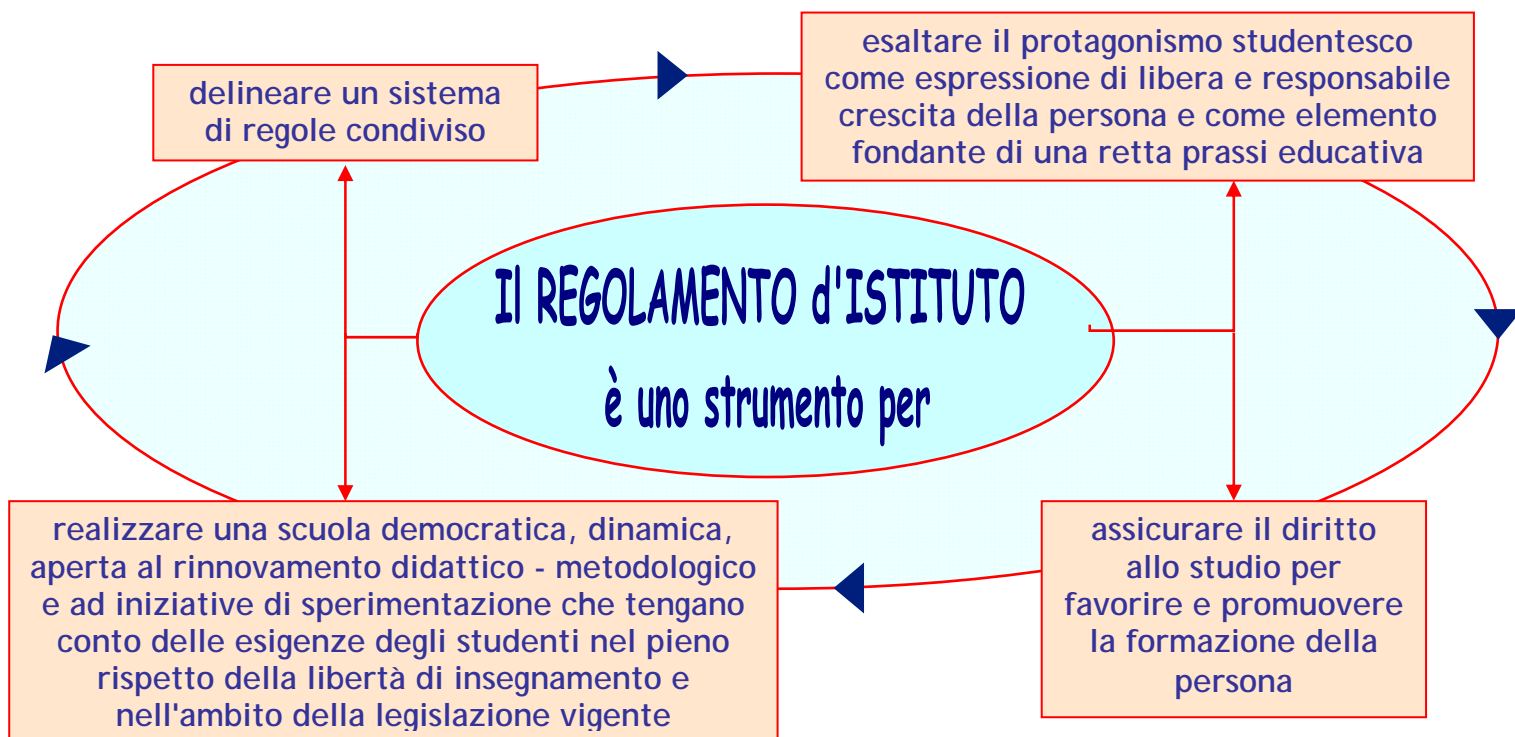 delineare un sistema
di regole condiviso
esaltare il protagonismo studentesco
come espressione di libera e responsabile
crescita della persona e come elemento
fondante di una retta prassi educativa
Il REGOLAMENTO d'ISTITUTO
è uno strumento per
realizzare una scuola democratica, dinamica,
aperta al rinnovamento didattico - metodologico
e ad iniziative di sperimentazione che tengano
conto delle esigenze degli studenti nel pieno
rispetto della libertà di insegnamento e
nell'ambito della legislazione vigente
assicurare il diritto
allo studio per
favorire e promuovere
la formazione della
persona